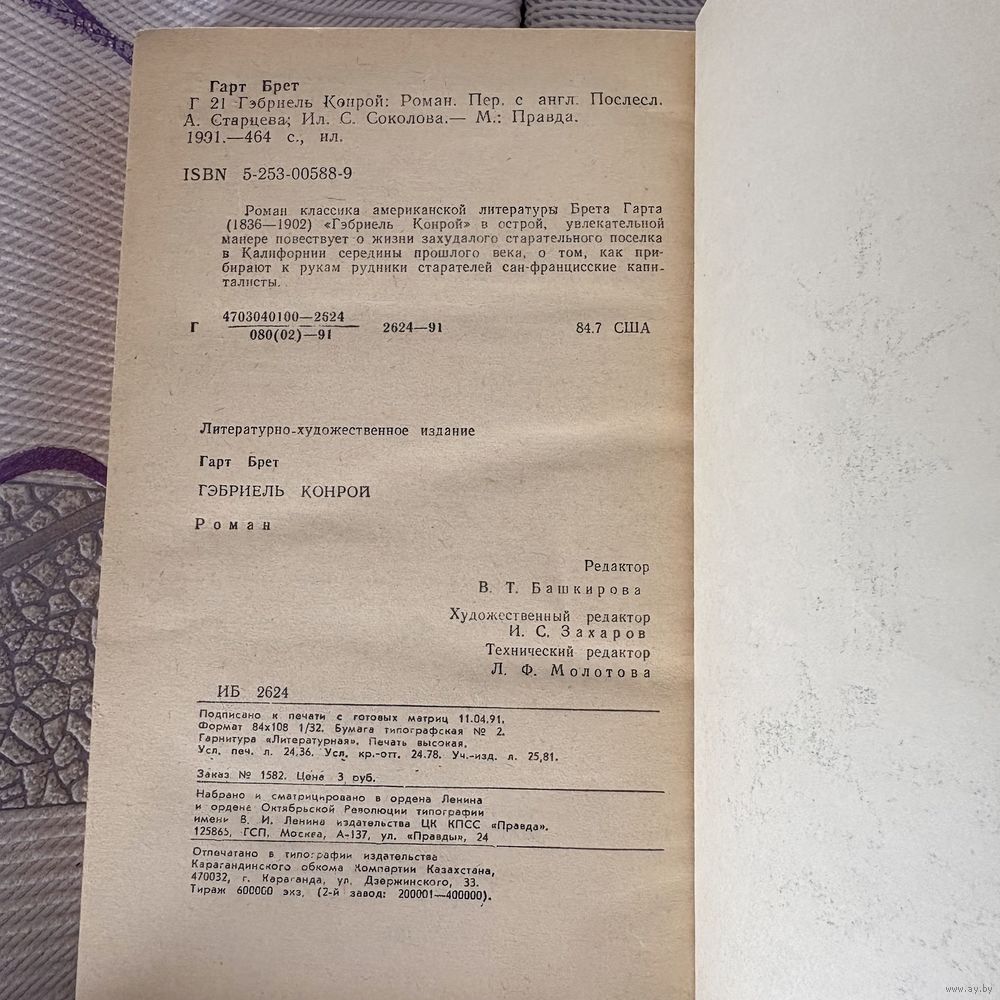 Гарт Брет
Г 21 Гэбриель Конрой: Роман. Пер. с англ. Послесл.
А. Старцева; Ил. С. Соколова.— М.: Правда.
1991.—464 с., ил.
ISBN 5-253-00588-9
Роман классика американской литературы Брета Гарта
(1836—1902) «Гэбриель Конрой» в острой, увлекательной
манере повествует о жизни захудалого старательного поселка
в Калифорнии середины прошлого века, о том, как при-
бирают к рукам рудники старателей сан-францисские капи-
талисты.
4703040100—2624
Г 2624—91 84.7 США
080(02)—91
Литературно-художественное издание
Гарт Брет
ГЭБРИЕЛЬ КОНРОЙ
Роман
Редактор
В. Т. Башкирова
Художественный редактор
И. С. Захаров
Технический редактор
Л. Ф. Молотова
ИБ 2624
Подписано к печати с готовых матриц 11.04.91.
Формат 84х108 1/32. Бумага типографская № 2.
Гарнитура «Литературная». Печать высокая.
Усл. печ. л. 24,36. Усл. кр.-отт. 24.78. Уч.-изд. л. 25,81.
Заказ № 1582. Цена 3 руб.
Набрано и сматрицировано в ордена Ленина
и ордена Октябрьской Революции типографии
имени В. И. Ленина издательства ЦК КПСС «Правда».
125865, ГСП, Москва, А-137, ул. «Правды», 24
Отпечатано в типографии издательства
Карагандинского обкома Компартии Казахстана,
470032, г. Караганда, ул. Дзержинского, 33.
Тираж 600000 экз. (2-й завод: 200001—400000).
www.ay.by